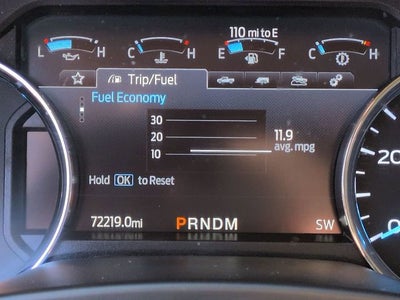 110 mi to E
L H C H E F C H
Trip/Fuel
Fuel Economy
30
20
10
11.9
avg. mpg
Hold OK to Reset
72219.0mi PRNDM SW
20
0